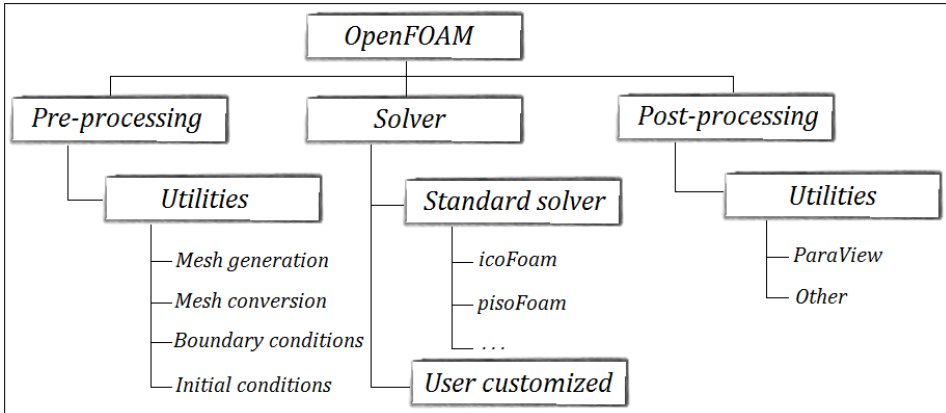 OpenFOAM
Pre-processing
Solver
Post-processing
Utilities
Mesh generation
Mesh conversion
Boundary conditions
Initial conditions
Standard solver
icoFoam
pisoFoam
...
User customized
Utilities
ParaView
Other